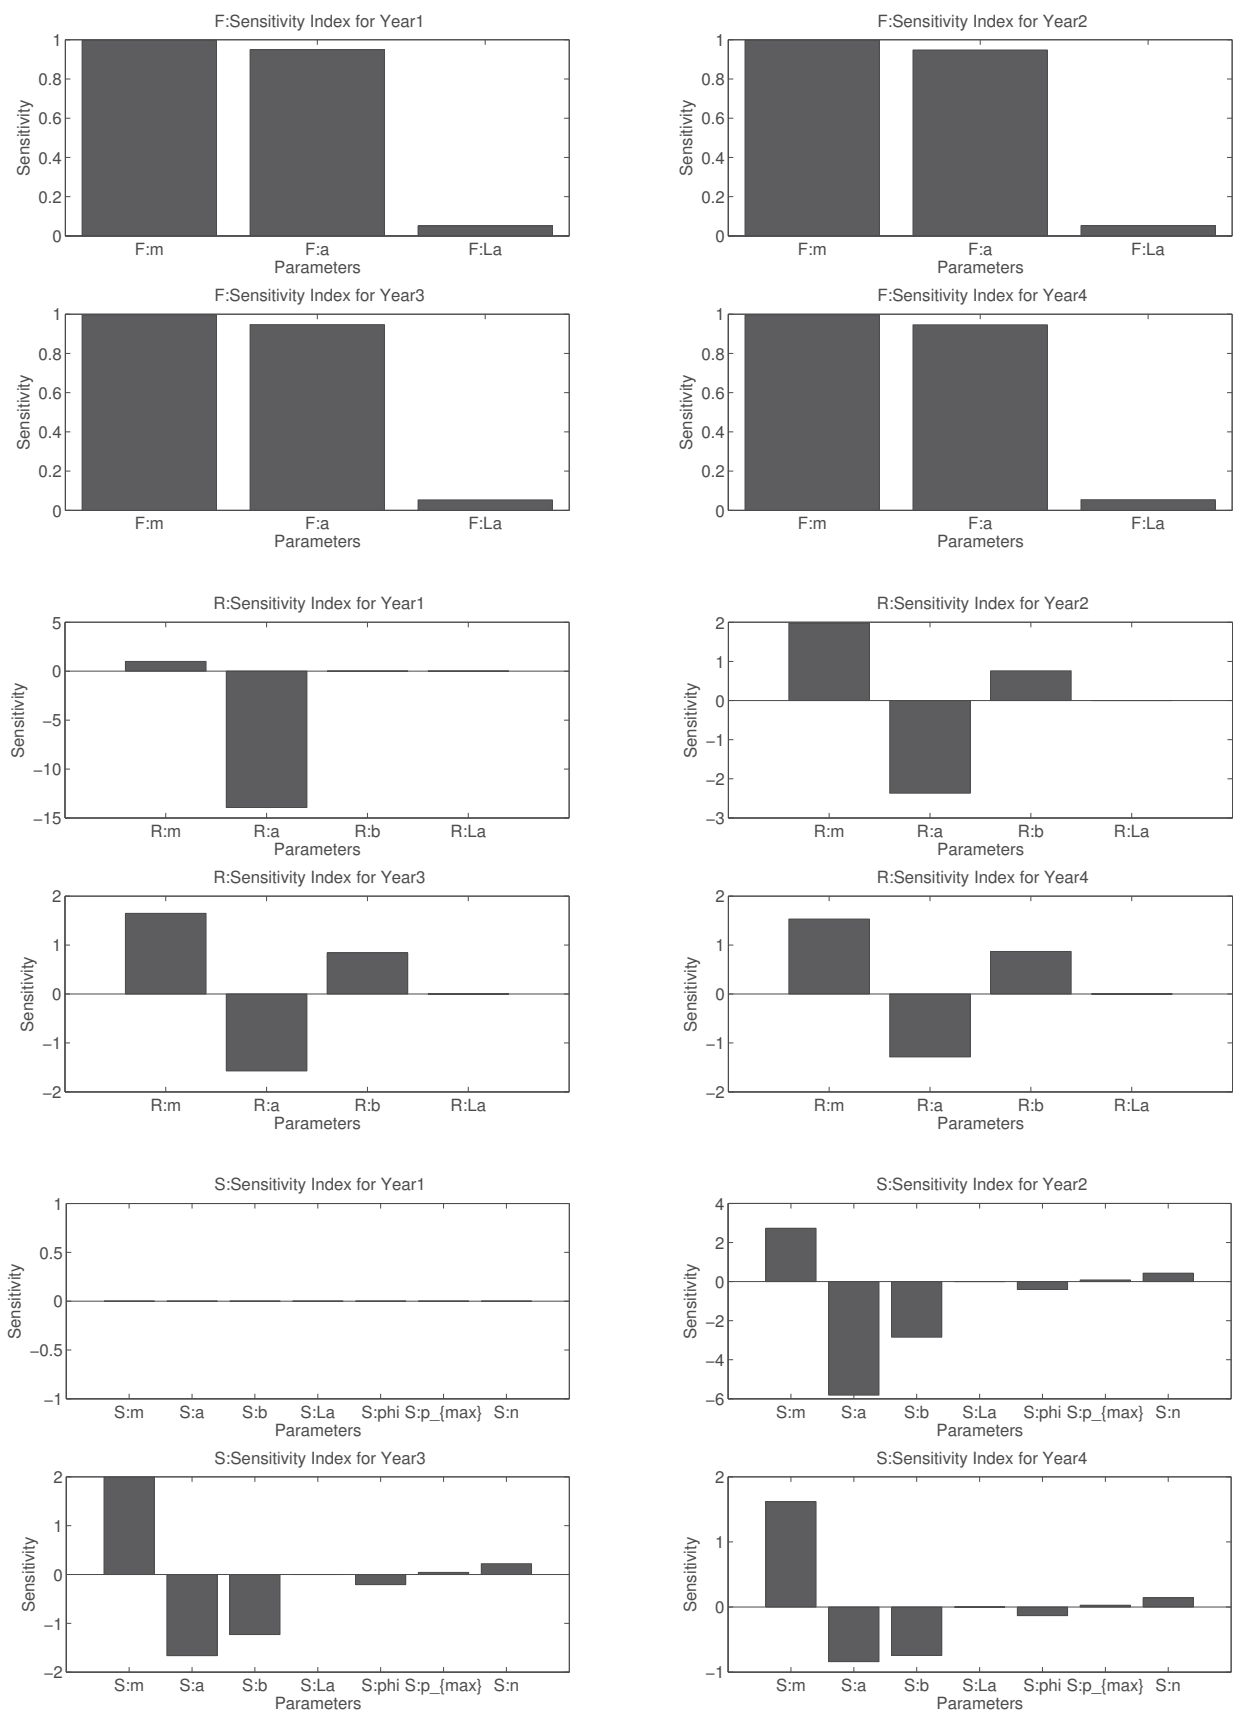 F:Sensitivity Index for Year1
1
0.8
0.6
0.4
0.2
0
Sensitivity
F:m F:a F:La
Parameters
F:Sensitivity Index for Year2
1
0.8
0.6
0.4
0.2
0
Sensitivity
F:m F:a F:La
Parameters
F:Sensitivity Index for Year3
1
0.8
0.6
0.4
0.2
0
Sensitivity
F:m F:a F:La
Parameters
F:Sensitivity Index for Year4
1
0.8
0.6
0.4
0.2
0
Sensitivity
F:m F:a F:La
Parameters
R:Sensitivity Index for Year1
5
0
−5
−10
−15
Sensitivity
R:m R:a R:b R:La
Parameters
R:Sensitivity Index for Year2
2
1
0
−1
−2
−3
Sensitivity
R:m R:a R:b R:La
Parameters
R:Sensitivity Index for Year3
2
1
0
−1
−2
Sensitivity
R:m R:a R:b R:La
Parameters
R:Sensitivity Index for Year4
2
1
0
−1
−2
Sensitivity
R:m R:a R:b R:La
Parameters
S:Sensitivity Index for Year1
1
0.5
0
−0.5
−1
Sensitivity
S:m S:a S:b S:La S:phi S:p_{max} S:n
Parameters
S:Sensitivity Index for Year2
4
2
0
−2
−4
−6
Sensitivity
S:m S:a S:b S:La S:phi S:p_{max} S:n
Parameters
S:Sensitivity Index for Year3
2
1
0
−1
−2
Sensitivity
S:m S:a S:b S:La S:phi S:p_{max} S:n
Parameters
S:Sensitivity Index for Year4
2
1
0
−1
Sensitivity
S:m S:a S:b S:La S:phi S:p_{max} S:n
Parameters